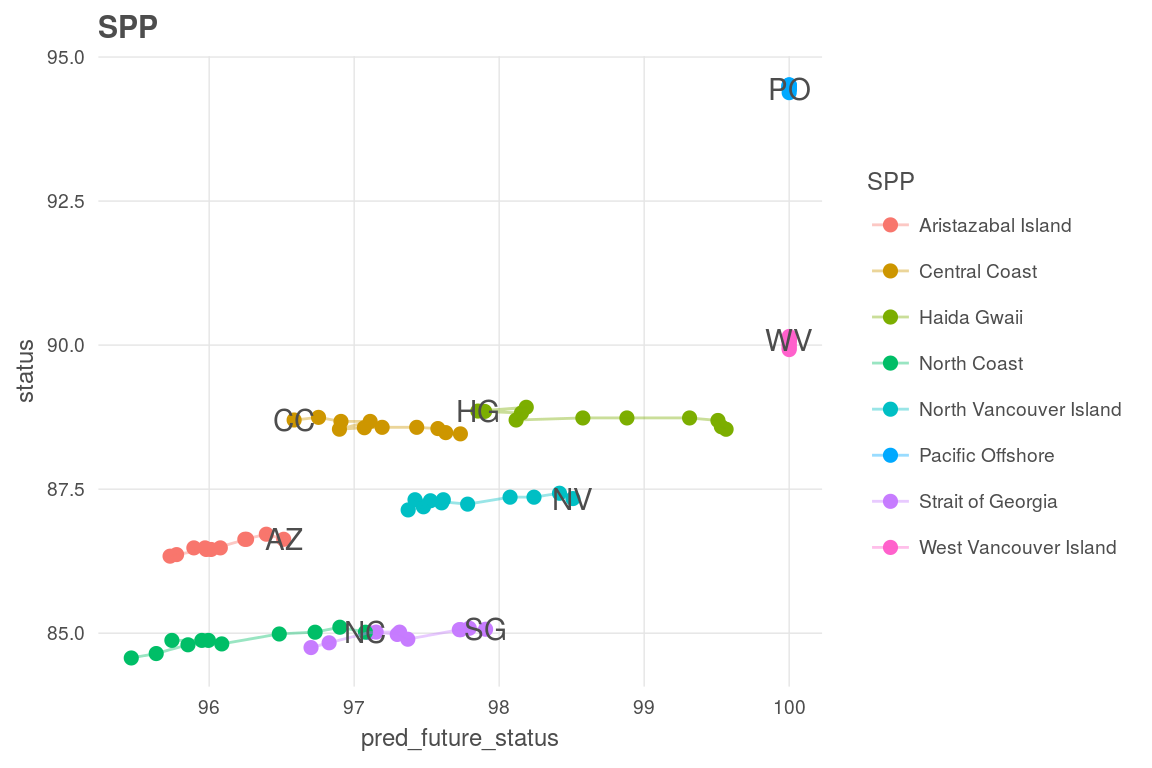 SPP
95.0
92.5
90.0
87.5
85.0
status
PO
WV
CC
HG
NV
AZ
NC
SG
96 97 98 99 100
pred_future_status
SPP
Aristazabal Island
Central Coast
Haida Gwaii
North Coast
North Vancouver Island
Pacific Offshore
Strait of Georgia
West Vancouver Island